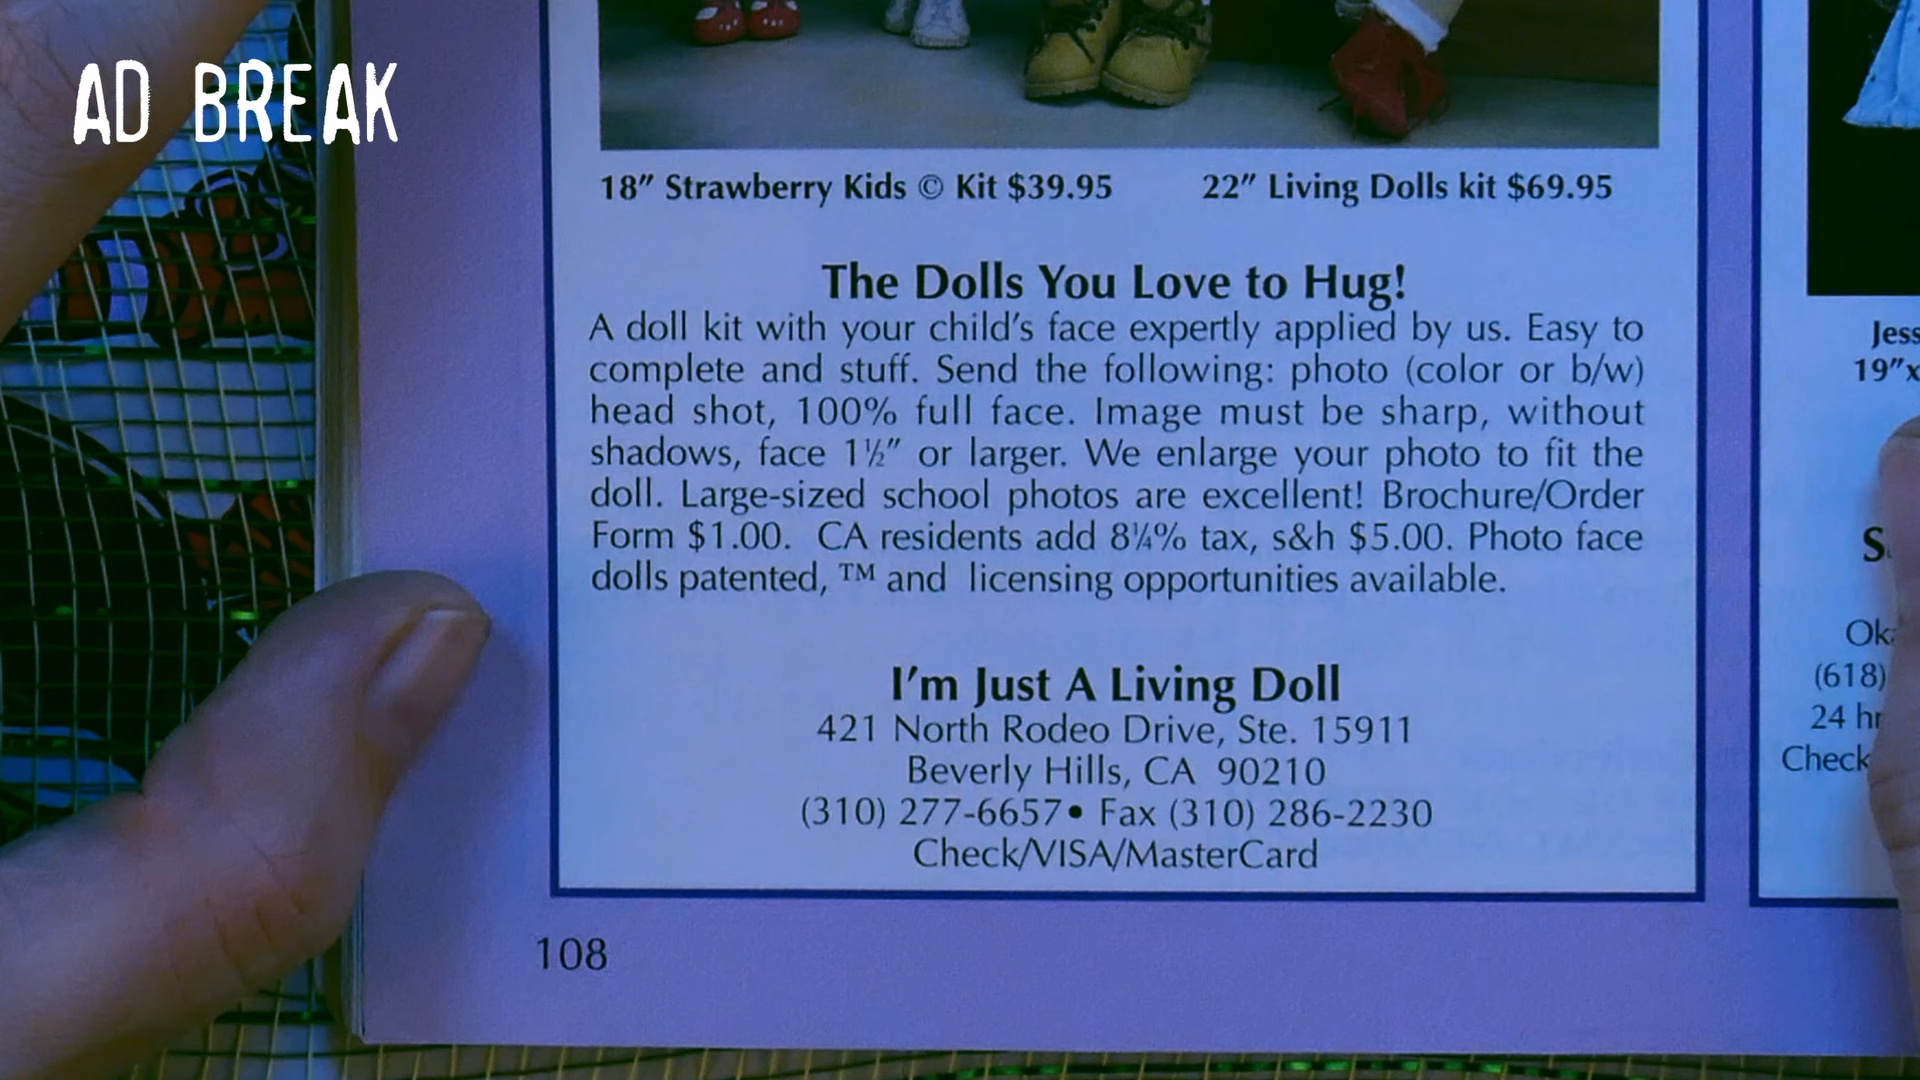 AD BREAK
18″ Strawberry Kids © Kit $39.95 22″ Living Dolls kit $69.95
The Dolls You Love to Hug!
A doll kit with your child's face expertly applied by us. Easy to
complete and stuff. Send the following: photo (color or b/w)
head shot, 100% full face. Image must be sharp, without
shadows, face 1½″ or larger. We enlarge your photo to fit the
doll. Large-sized school photos are excellent! Brochure/Order
Form $1.00. CA residents add 8¼% tax, s&h $5.00. Photo face
dolls patented, ™ and licensing opportunities available.
I'm Just A Living Doll
421 North Rodeo Drive, Ste. 15911
Beverly Hills, CA 90210
(310) 277-6657• Fax (310) 286-2230
Check/VISA/MasterCard
108
19″x
(618)
24 hr
Check